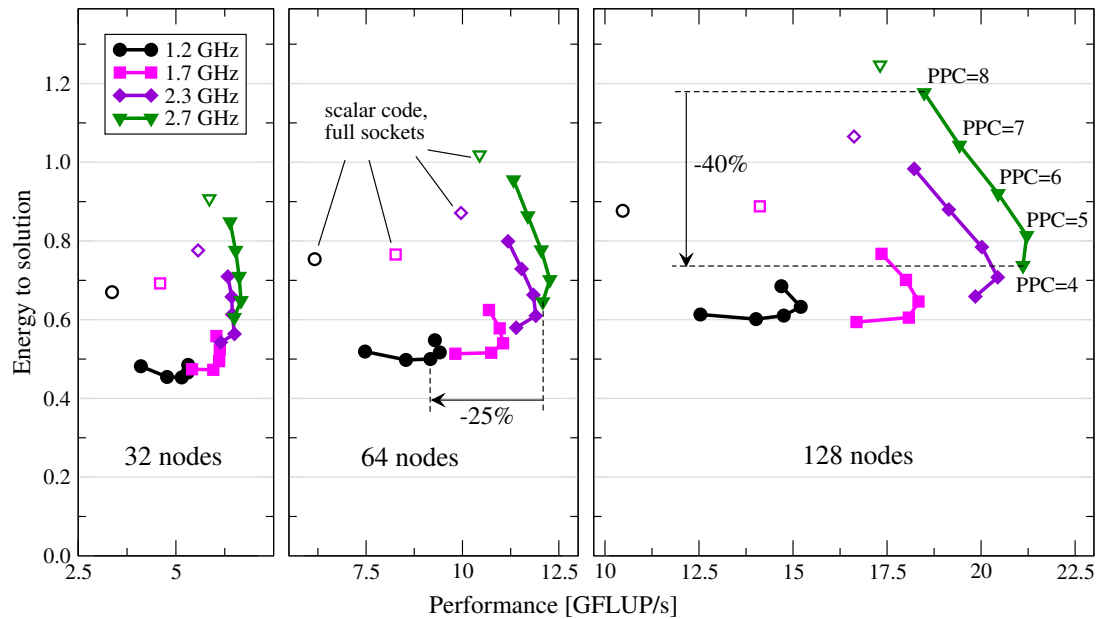 1.2 GHz
1.7 GHz
2.3 GHz
2.7 GHz
scalar code,
full sockets
PPC=8
PPC=7
PPC=6
PPC=5
PPC=4
-40%
-25%
32 nodes
64 nodes
128 nodes
Energy to solution
1.2
1.0
0.8
0.6
0.4
0.2
0.0
2.5 5 7.5 10 12.5 10 12.5 15 17.5 20 22.5
Performance [GFLUP/s]